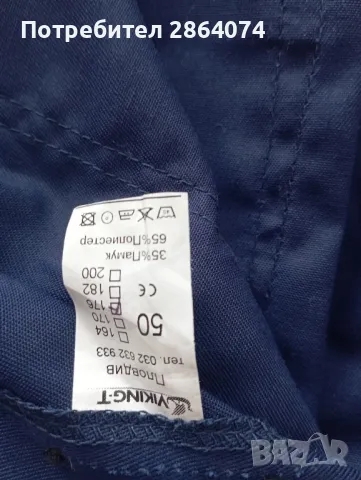 Потребител 2864074
VIKING-T
Пловдив
тел. 032 632 933
50
164
170
176
182
200
CE
35%Памук
65%Полиестер
BAZAR